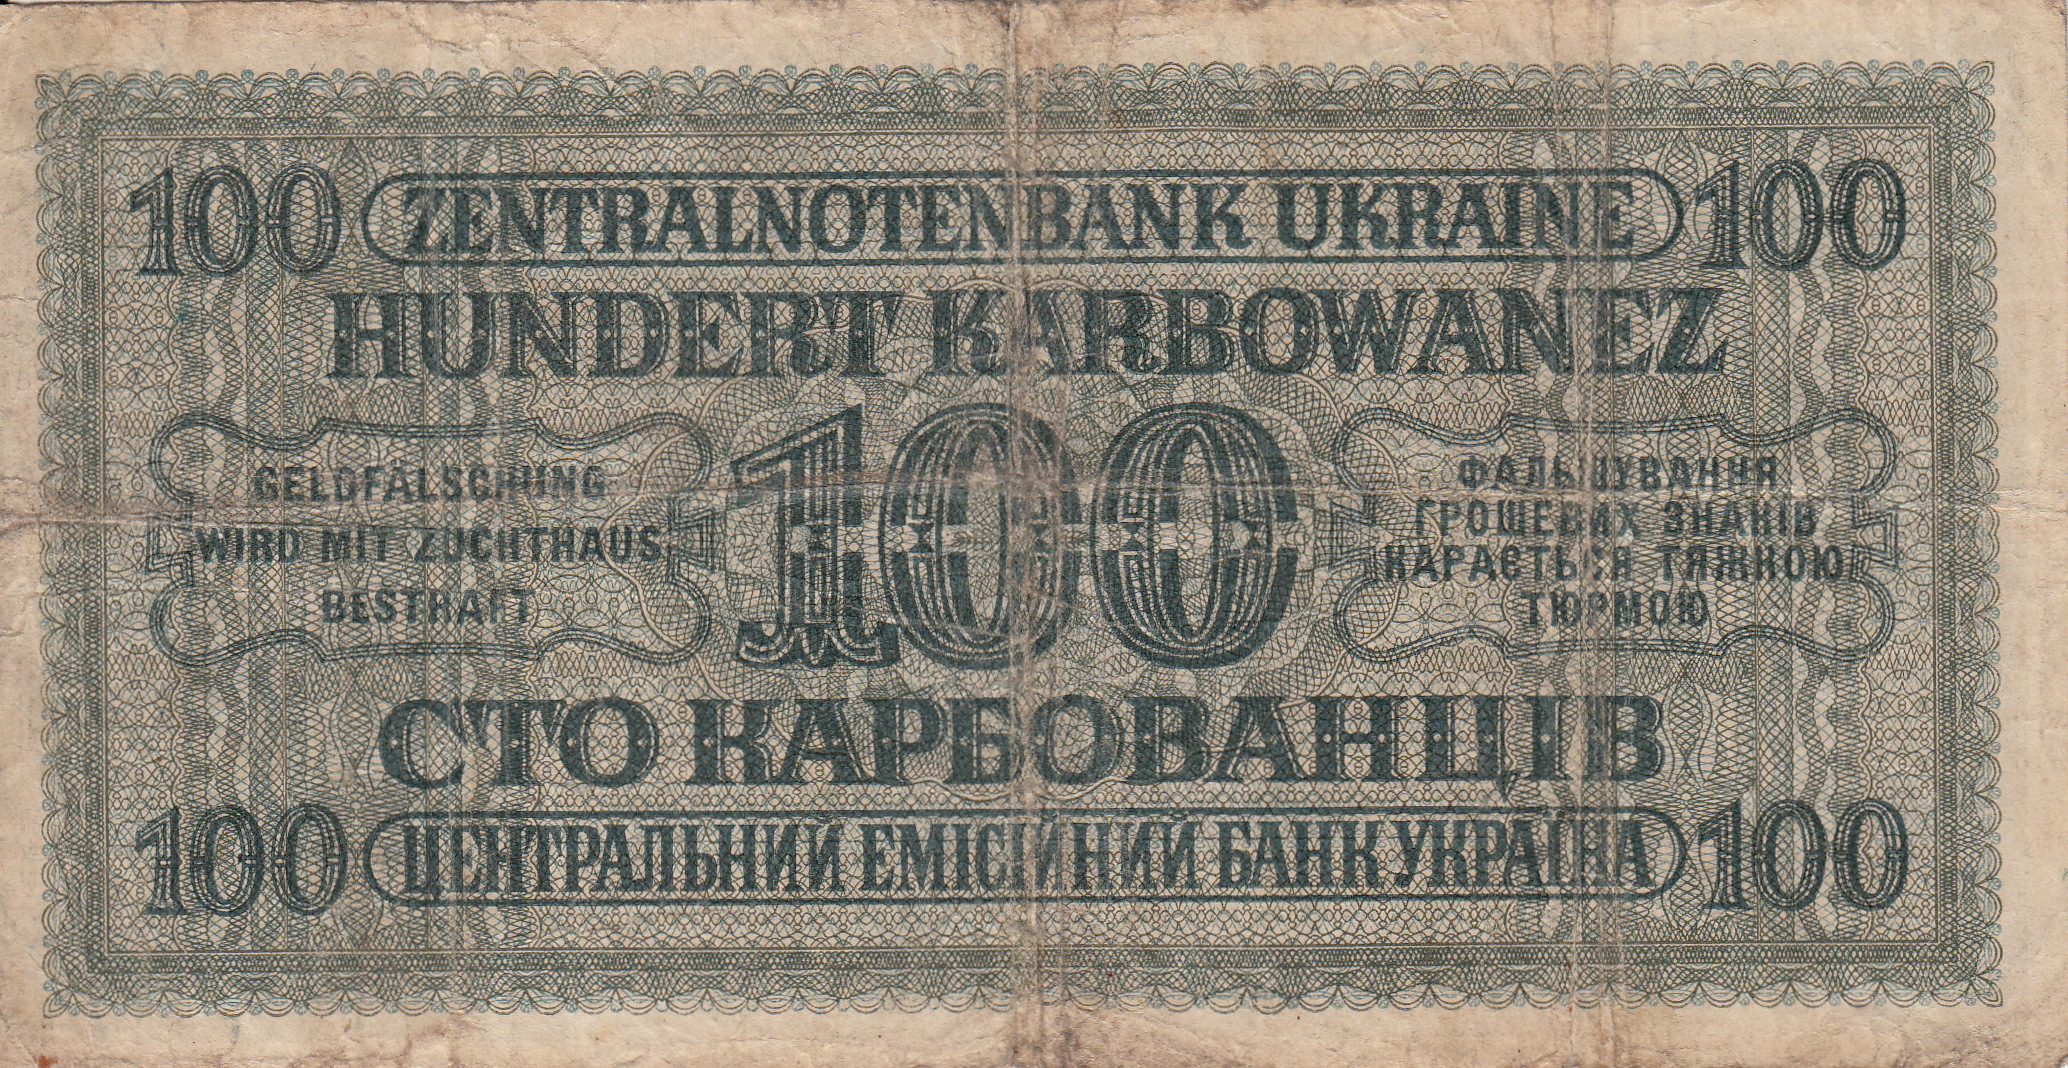 100 ZENTRALNOTENBANK UKRAINE 100
HUNDERT KARBOWANEZ
GELDFÄLSCHUNG
WIRD MIT ZUCHTHAUS
BESTRAFT
100
ФАЛЬШУВАННЯ
ГРОШЕВИХ ЗНАКІВ
КАРАЄТЬСЯ ТЯЖКОЮ
ТЮРМОЮ
СТО КАРБОВАНЦІВ
100 ЦЕНТРАЛЬНИЙ ЕМІСІЙНИЙ БАНК УКРАЇНА 100